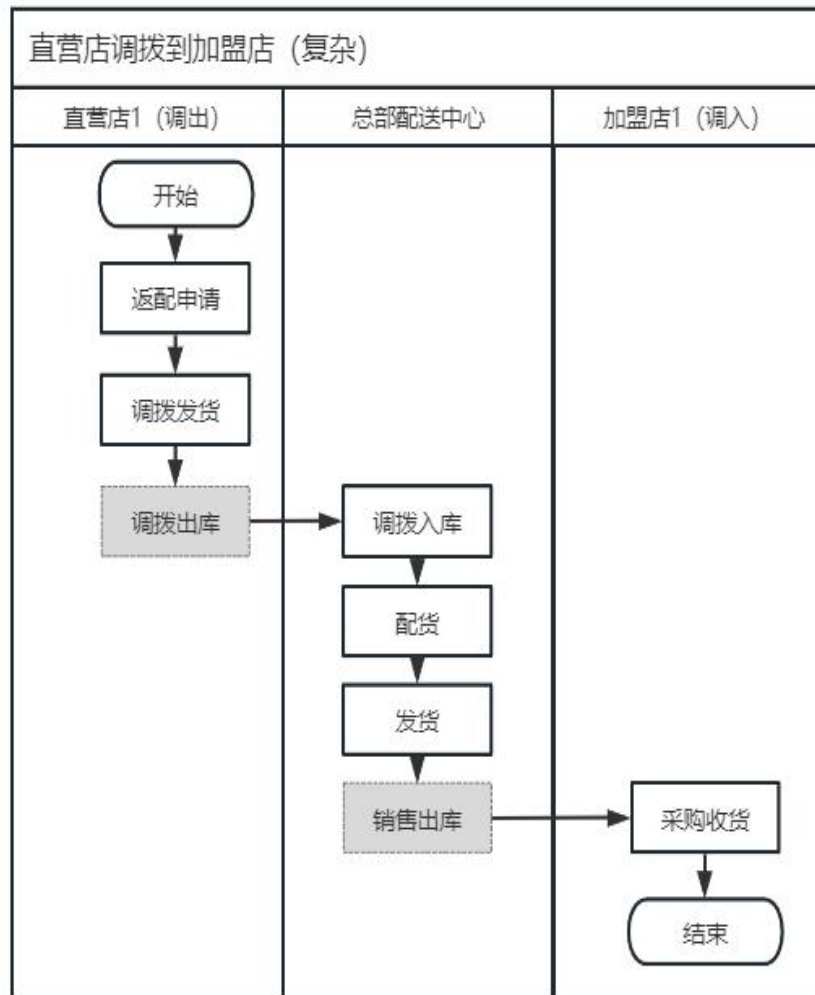 直营店调拨到加盟店（复杂）
直营店1（调出）
总部配送中心
加盟店1（调入）
开始
返配申请
调拨发货
调拨出库
调拨入库
配货
发货
销售出库
采购收货
结束